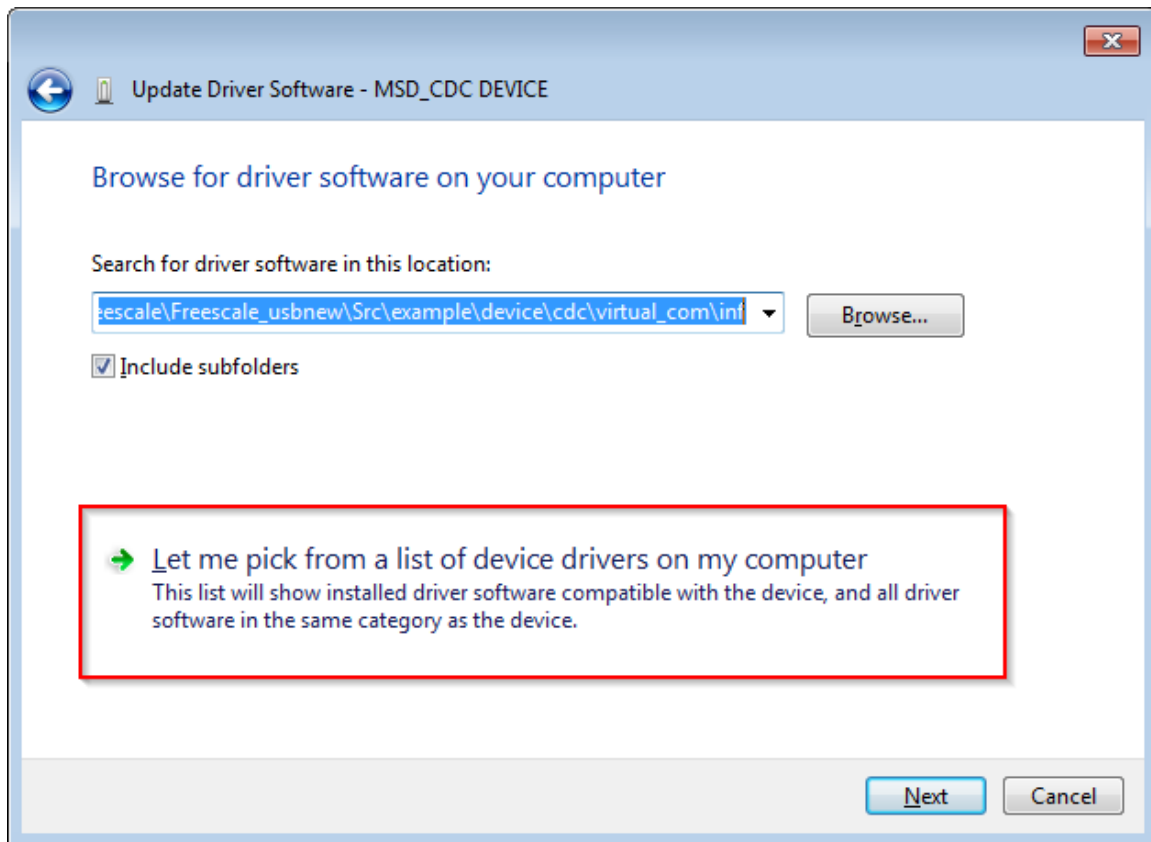 Update Driver Software - MSD_CDC DEVICE
Browse for driver software on your computer
Search for driver software in this location:
eescale\Freescale_usbnew\Src\example\device\cdc\virtual_com\inf
Browse...
Include subfolders
Let me pick from a list of device drivers on my computer
This list will show installed driver software compatible with the device, and all driver
software in the same category as the device.
Next
Cancel